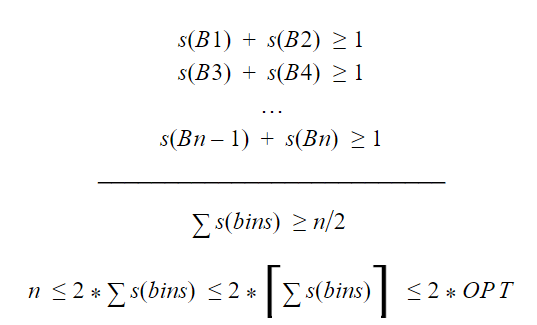 s(B1) + s(B2) ≥ 1
s(B3) + s(B4) ≥ 1
…
s(Bn – 1) + s(Bn) ≥ 1
∑ s(bins) ≥ n/2
n ≤ 2 * ∑ s(bins) ≤ 2 * [∑ s(bins)] ≤ 2 * OPT